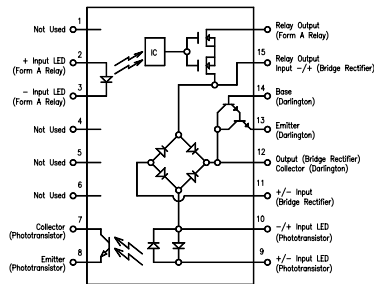 1
Not Used
2
+ Input LED
(Form A Relay)
3
– Input LED
(Form A Relay)
4
Not Used
5
Not Used
6
Not Used
7
Collector
(Phototransistor)
8
Emitter
(Phototransistor)
IC
Relay Output
(Form A Relay)
15
Relay Output
Input –/+ (Bridge Rectifier)
14
Base
(Darlington)
13
Emitter
(Darlington)
12
Output (Bridge Rectifier)
Collector (Darlington)
11
+/– Input
(Bridge Rectifier)
10
–/+ Input LED
(Phototransistor)
9
+/– Input LED
(Phototransistor)